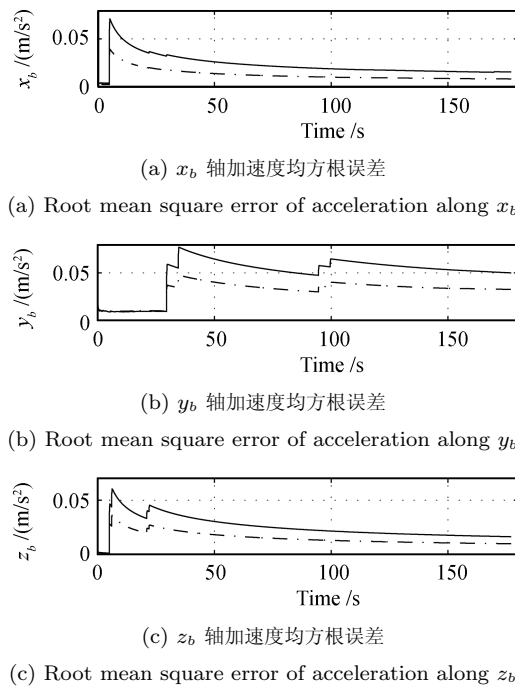 0.05
x_b /(m/s²)
0
0 50 100 150
Time /s
(a) x_b 轴加速度均方根误差
(a) Root mean square error of acceleration along x_b
0.05
y_b /(m/s²)
0
0 50 100 150
Time /s
(b) y_b 轴加速度均方根误差
(b) Root mean square error of acceleration along y_b
0.05
z_b /(m/s²)
0
0 50 100 150
Time /s
(c) z_b 轴加速度均方根误差
(c) Root mean square error of acceleration along z_b